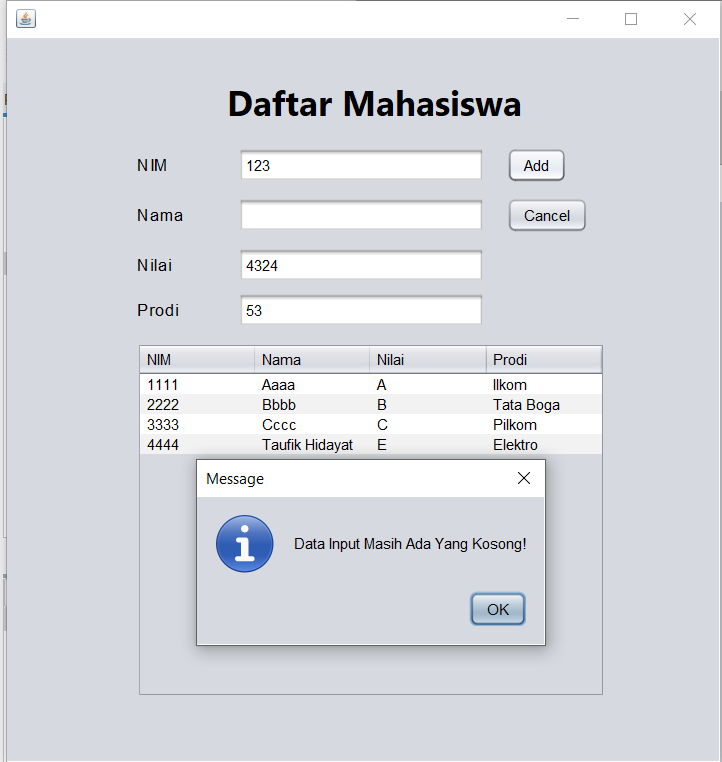 Daftar Mahasiswa
NIM 123 Add
Nama Cancel
Nilai 4324
Prodi 53
NIM Nama Nilai Prodi
1111 Aaaa A Ilkom
2222 Bbbb B Tata Boga
3333 Cccc C Pilkom
4444 Taufik Hidayat E Elektro
Message
Data Input Masih Ada Yang Kosong!
OK